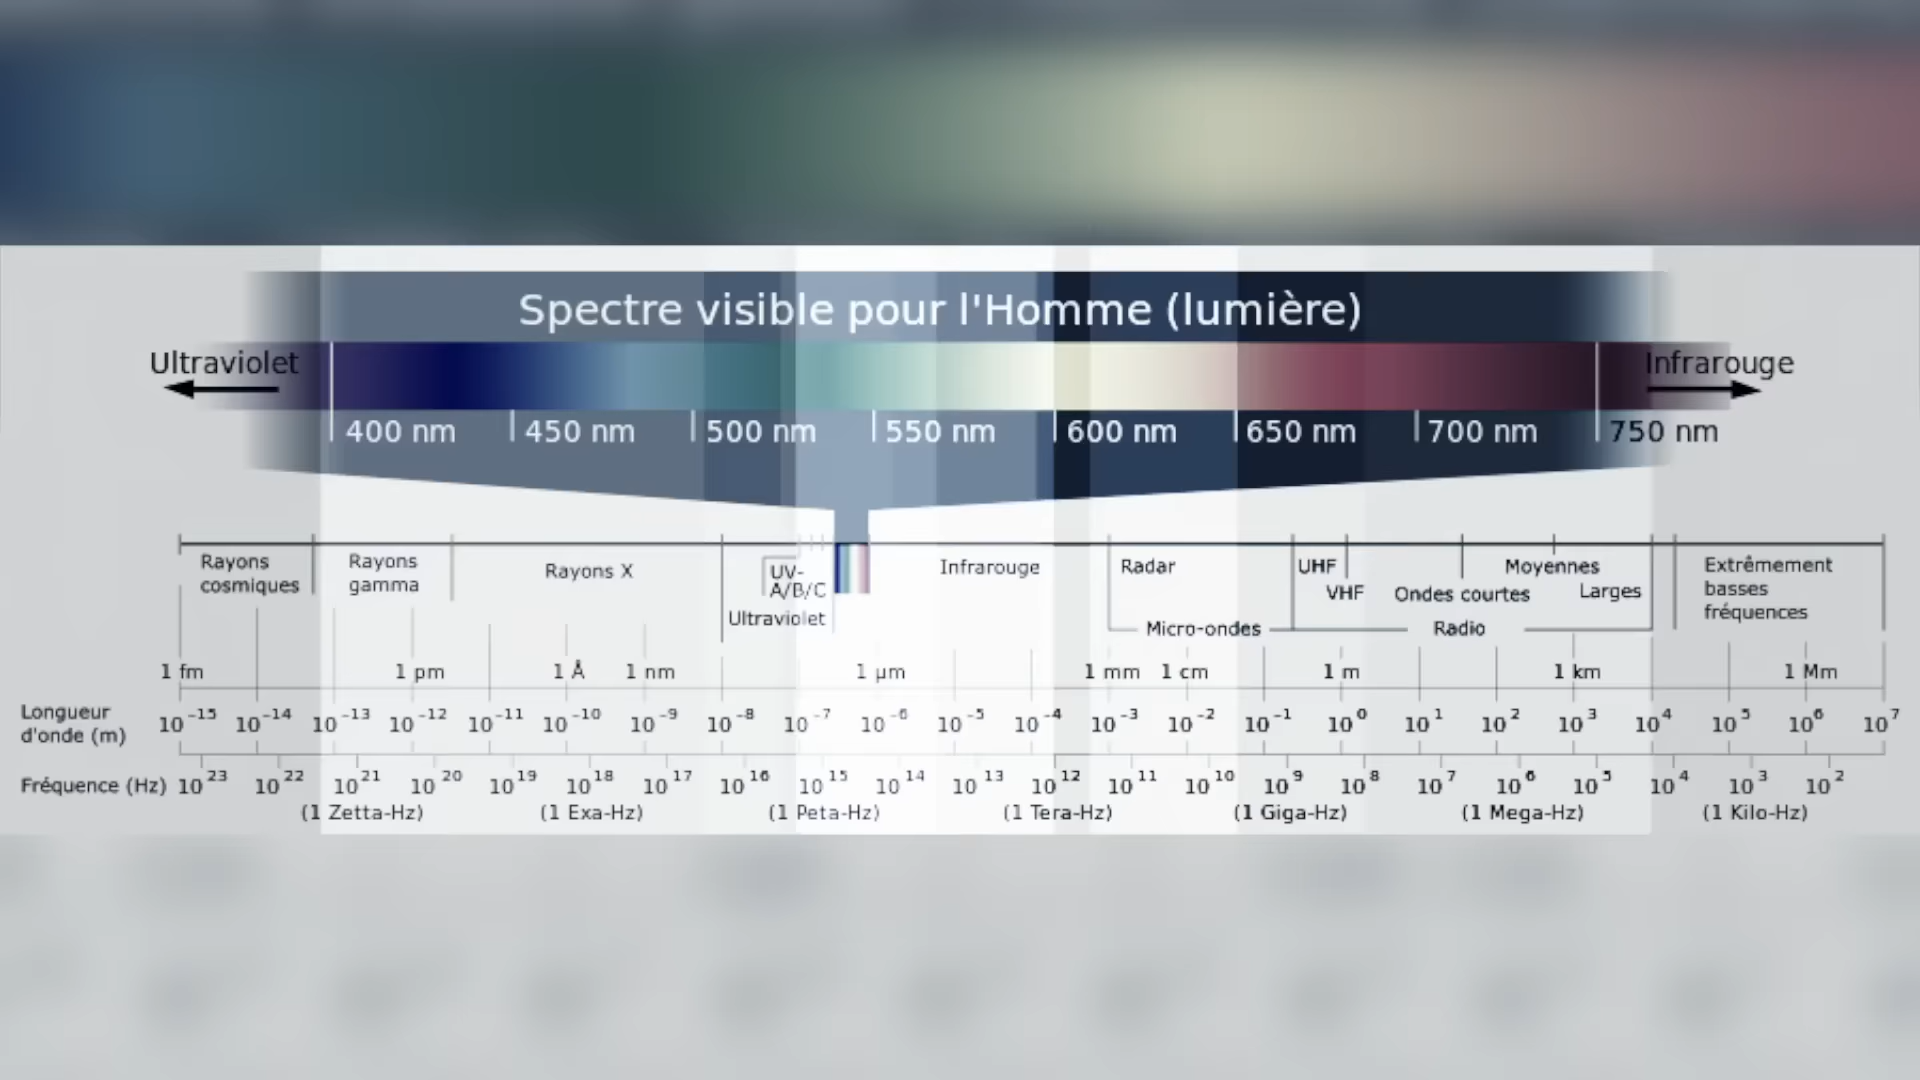 Spectre visible pour l'Homme (lumière)
Ultraviolet
Infrarouge
400 nm 450 nm 500 nm 550 nm 600 nm 650 nm 700 nm 750 nm
Rayons cosmiques
Rayons gamma
Rayons X
UV-A/B/C
Ultraviolet
Infrarouge
Radar
Micro-ondes
UHF
VHF
Ondes courtes
Moyennes
Larges
Radio
Extrêmement basses fréquences
1 fm 1 pm 1 Å 1 nm 1 µm 1 mm 1 cm 1 m 1 km 1 Mm
Longueur d'onde (m) 10⁻¹⁵ 10⁻¹⁴ 10⁻¹³ 10⁻¹² 10⁻¹¹ 10⁻¹⁰ 10⁻⁹ 10⁻⁸ 10⁻⁷ 10⁻⁶ 10⁻⁵ 10⁻⁴ 10⁻³ 10⁻² 10⁻¹ 10⁰ 10¹ 10² 10³ 10⁴ 10⁵ 10⁶ 10⁷
Fréquence (Hz) 10²³ 10²² 10²¹ 10²⁰ 10¹⁹ 10¹⁸ 10¹⁷ 10¹⁶ 10¹⁵ 10¹⁴ 10¹³ 10¹² 10¹¹ 10¹⁰ 10⁹ 10⁸ 10⁷ 10⁶ 10⁵ 10⁴ 10³ 10²
(1 Zetta-Hz) (1 Exa-Hz) (1 Peta-Hz) (1 Tera-Hz) (1 Giga-Hz) (1 Mega-Hz) (1 Kilo-Hz)